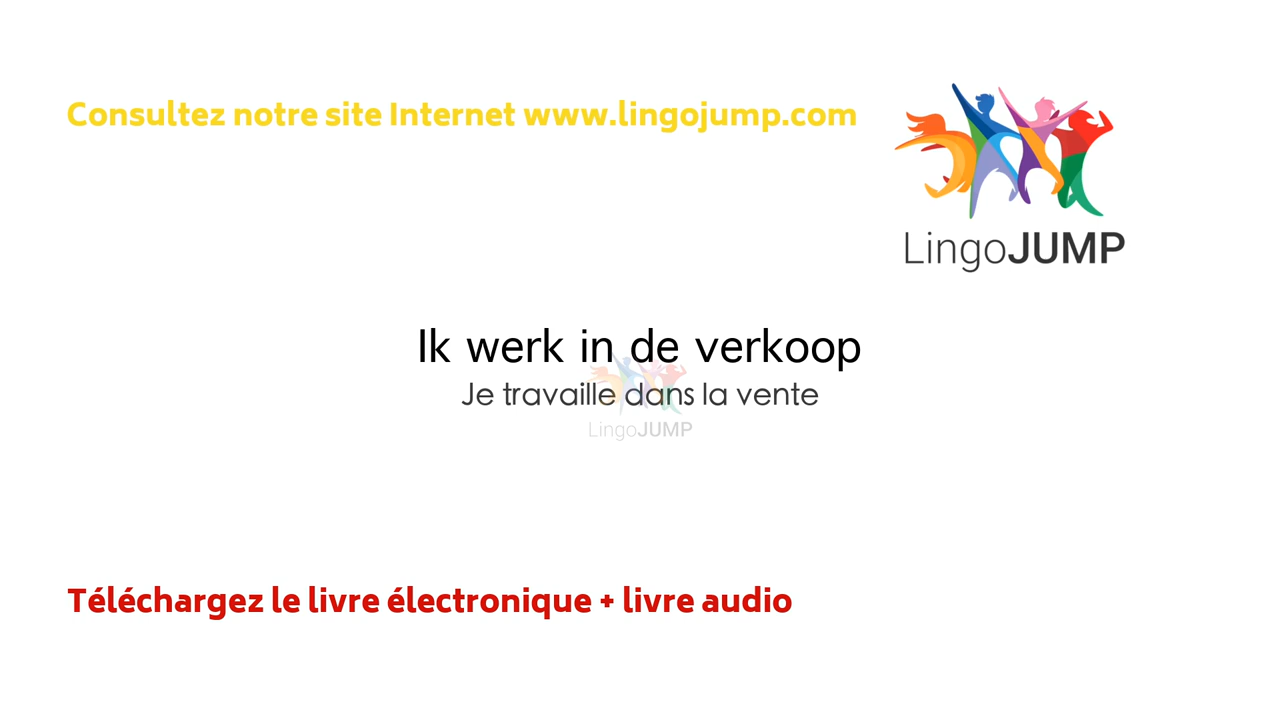 Consultez notre site Internet www.lingojump.com
LingoJUMP
Ik werk in de verkoop
Je travaille dans la vente
LingoJUMP
Téléchargez le livre électronique + livre audio